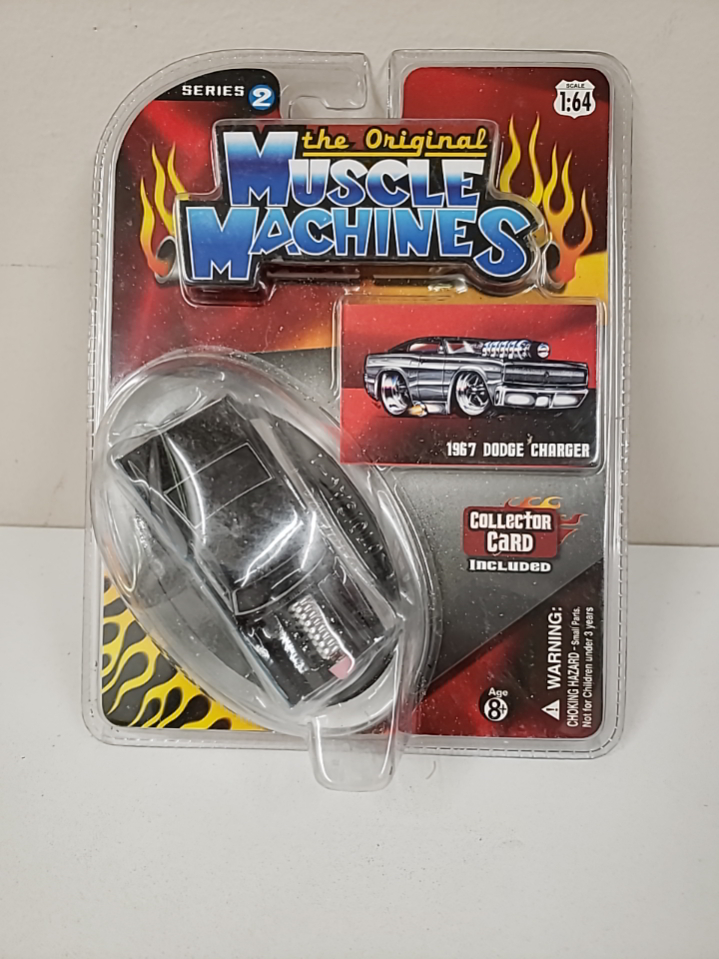 SERIES 2
SCALE
1:64
the Original
MUSCLE
MACHINES
1967 DODGE CHARGER
COLLECTOR
CARD
INCLUDED
Age
8+
WARNING:
CHOKING HAZARD - Small Parts.
Not for Children under 3 years